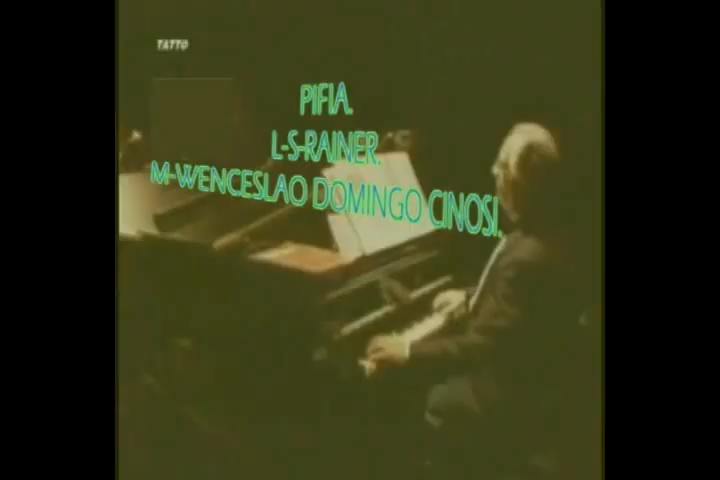 TATTO
PIFIA.
L-S-RAINER.
M-WENCESLAO DOMINGO CINOSI.